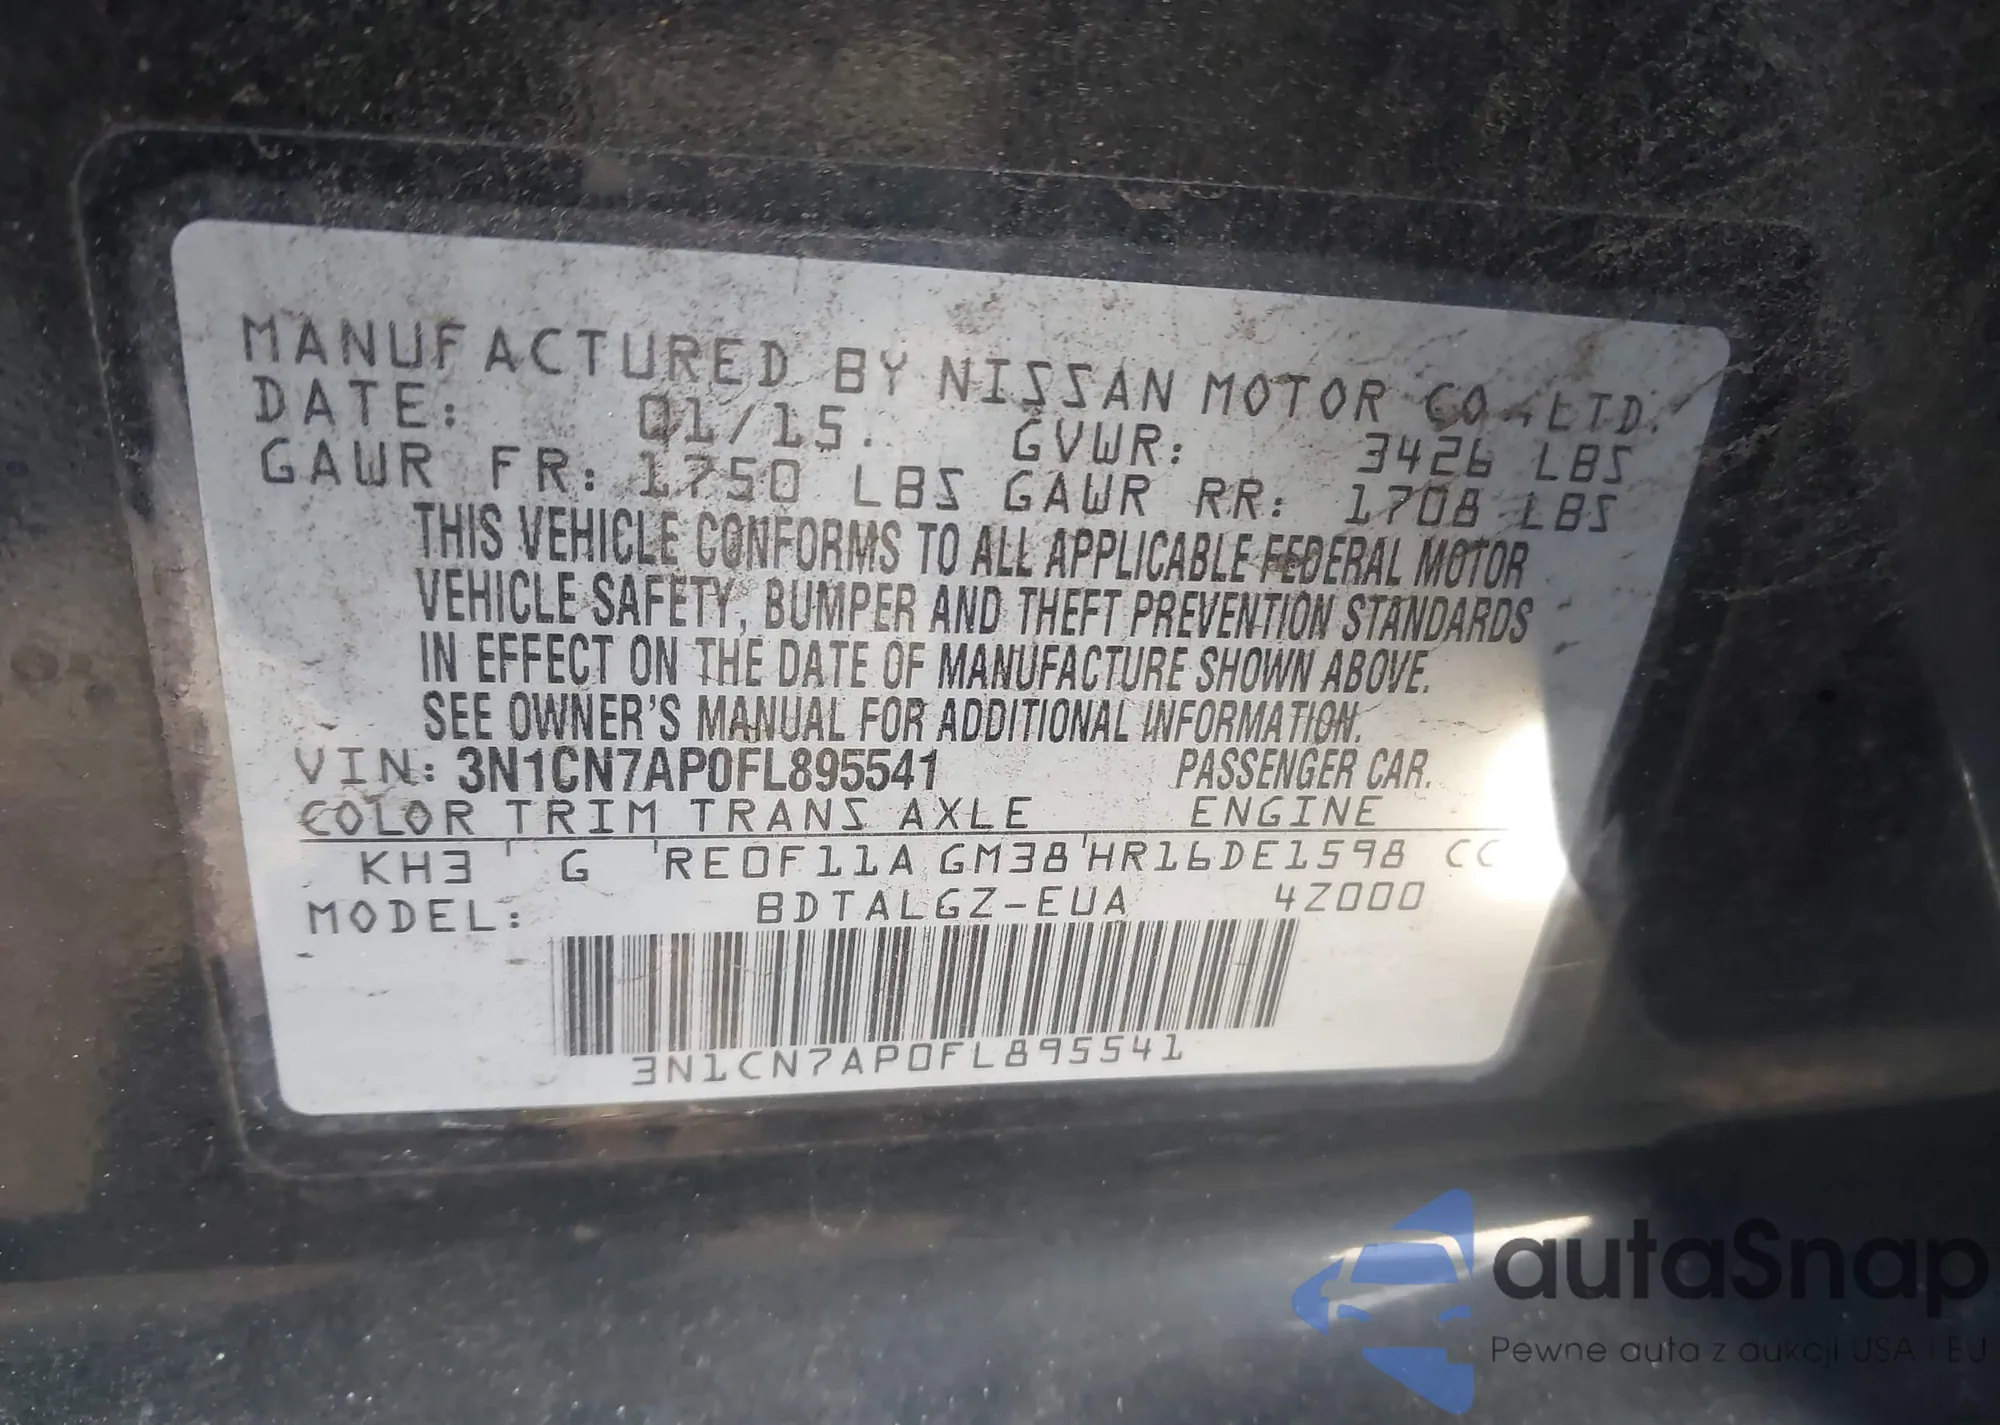 MANUFACTURED BY NISSAN MOTOR CO.,LTD.
DATE: 01/15. GVWR: 3426 LBS
GAWR FR: 1750 LBS GAWR RR: 1708 LBS
THIS VEHICLE CONFORMS TO ALL APPLICABLE FEDERAL MOTOR
VEHICLE SAFETY, BUMPER AND THEFT PREVENTION STANDARDS
IN EFFECT ON THE DATE OF MANUFACTURE SHOWN ABOVE.
SEE OWNER'S MANUAL FOR ADDITIONAL INFORMATION.
VIN: 3N1CN7AP0FL895541 PASSENGER CAR.
COLOR TRIM TRANS AXLE ENGINE
KH3 G RE0F11A GM38 HR16DE1598 CC
MODEL: BDTALGZ-EUA 4Z000
3N1CN7AP0FL895541
autaSnap
Pewne auta z aukcji USA i EU